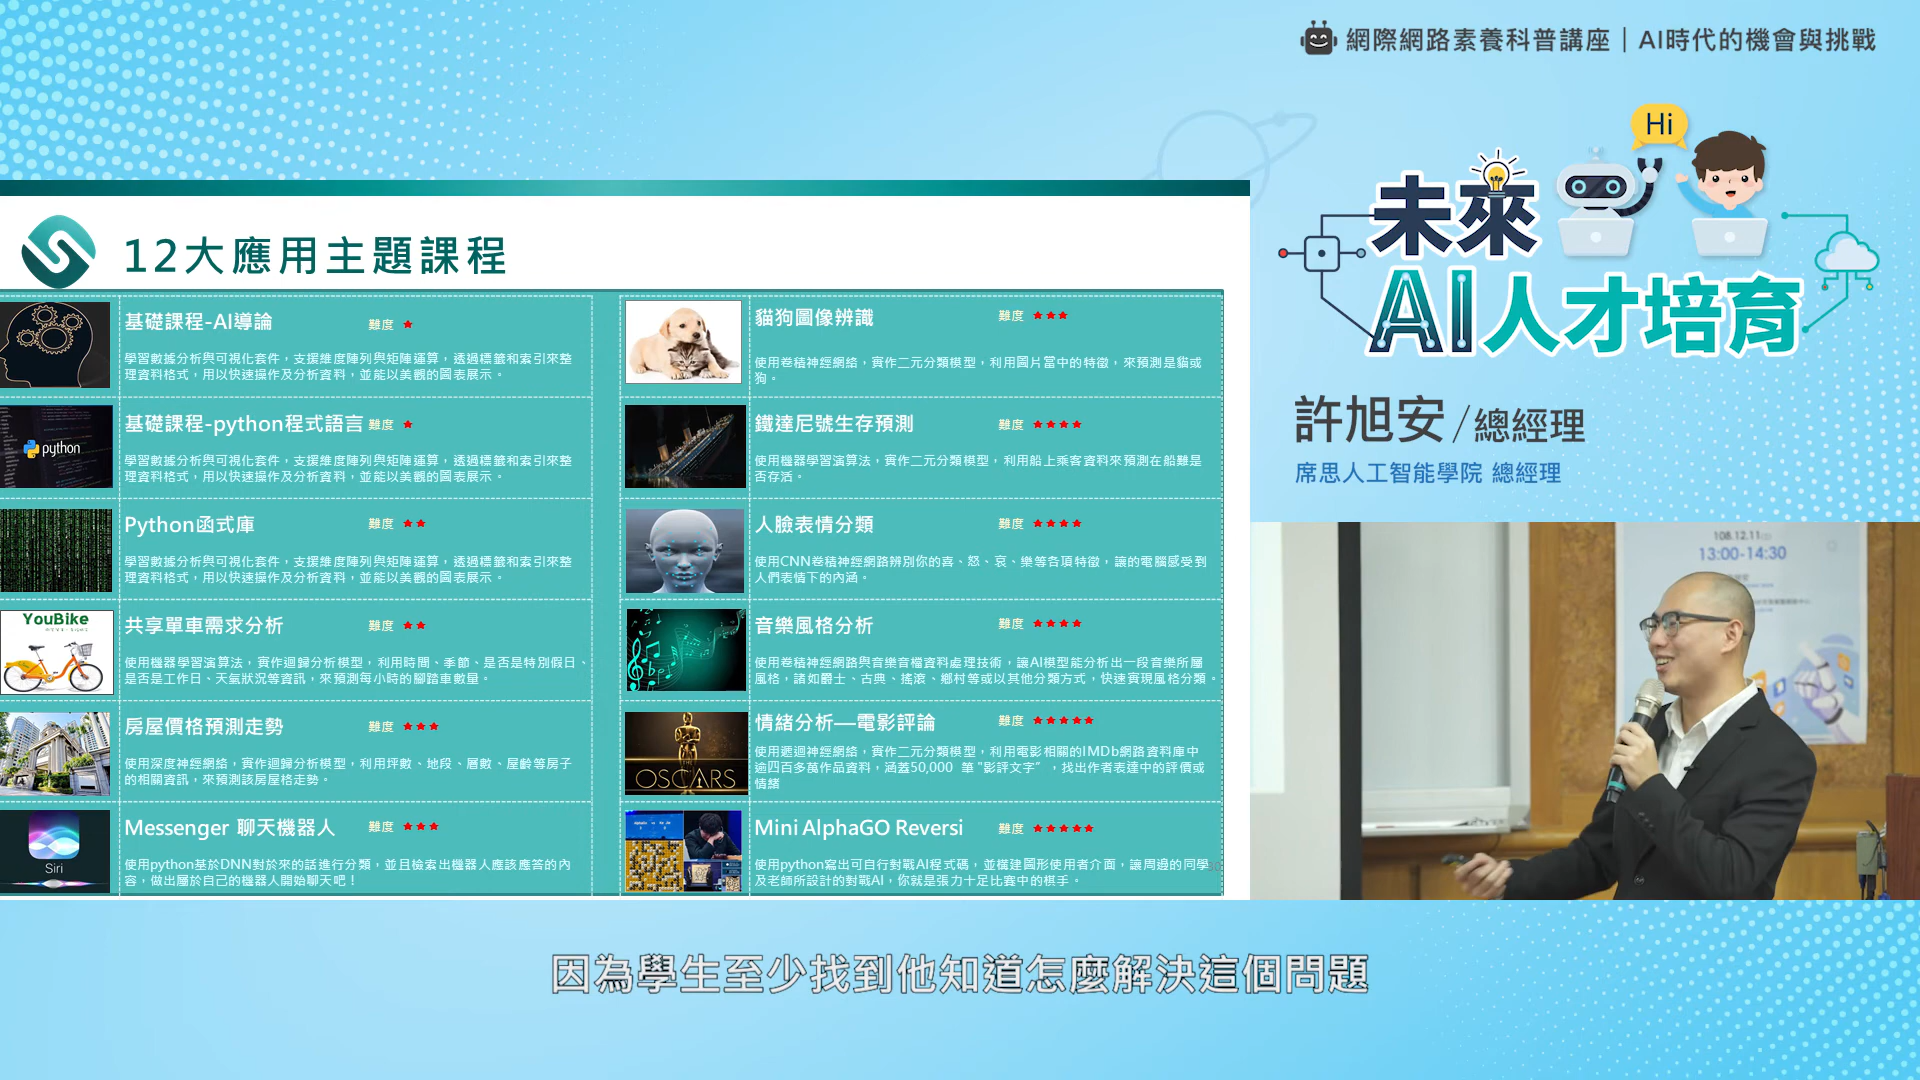 網際網路素養科普講座｜AI時代的機會與挑戰
Hi
未來
AI人才培育
許旭安/總經理
席思人工智能學院 總經理
12大應用主題課程
基礎課程-AI導論 難度 ★
學習數據分析與可視化套件，支援維度陣列與矩陣運算，透過標籤和索引來整
理資料格式，用以快速操作及分析資料，並能以美觀的圖表展示。
python
基礎課程-python程式語言 難度 ★
學習數據分析與可視化套件，支援維度陣列與矩陣運算，透過標籤和索引來整
理資料格式，用以快速操作及分析資料，並能以美觀的圖表展示。
Python函式庫 難度 ★★
學習數據分析與可視化套件，支援維度陣列與矩陣運算，透過標籤和索引來整
理資料格式，用以快速操作及分析資料，並能以美觀的圖表展示。
YouBike
共享單車需求分析 難度 ★★
使用機器學習演算法，實作迴歸分析模型，利用時間、季節、是否是特別假日、
是否是工作日、天氣狀況等資訊，來預測每小時的腳踏車數量。
房屋價格預測走勢 難度 ★★★
使用深度神經網絡，實作迴歸分析模型，利用坪數、地段、層數、屋齡等房子
的相關資訊，來預測該房屋格走勢。
Siri
Messenger 聊天機器人 難度 ★★★
使用python基於DNN對於來的話進行分類，並且檢索出機器人應該應答的內
容，做出屬於自己的機器人開始聊天吧！
貓狗圖像辨識 難度 ★★★
使用卷積神經網絡，實作二元分類模型，利用圖片當中的特徵，來預測是貓或
狗。
鐵達尼號生存預測 難度 ★★★★
使用機器學習演算法，實作二元分類模型，利用船上乘客資料來預測在船難是
否存活。
人臉表情分類 難度 ★★★★
使用CNN卷積神經網路辨別你的喜、怒、哀、樂等各項特徵，讓的電腦感受到
人們表情下的內涵。
音樂風格分析 難度 ★★★★
使用卷積神經網路與音樂音檔資料處理技術，讓AI模型能分析出一段音樂所屬
風格，諸如爵士、古典、搖滾、鄉村等或以其他分類方式，快速實現風格分類。
OSCARS
情緒分析—電影評論 難度 ★★★★★
使用遞迴神經網絡，實作二元分類模型，利用電影相關的IMDb網路資料庫中
逾四百多萬作品資料，涵蓋50,000 筆 "影評文字" ，找出作者表達中的評價或
情緒
Mini AlphaGO Reversi 難度 ★★★★★
使用python寫出可自行對戰AI程式碼，並構建圖形使用者介面，讓周邊的同學
及老師所設計的對戰AI，你就是張力十足比賽中的棋手。
108.12.11
13:00-14:30
因為學生至少找到他知道怎麼解決這個問題